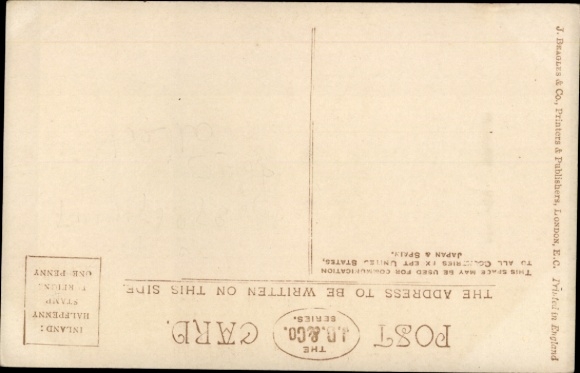 POST CARD.
THE
J.B.&Co.
SERIES.
THE ADDRESS TO BE WRITTEN ON THIS SIDE.
THIS SPACE MAY BE USED FOR COMMUNICATION
TO ALL COUNTRIES EX EPT UNITED STATES,
JAPAN & SPAIN.
INLAND:
HALFPENNY
STAMP
ONE PENNY
J. BEAGLES & Co., Printers & Publishers, LONDON, E.C. Printed in England